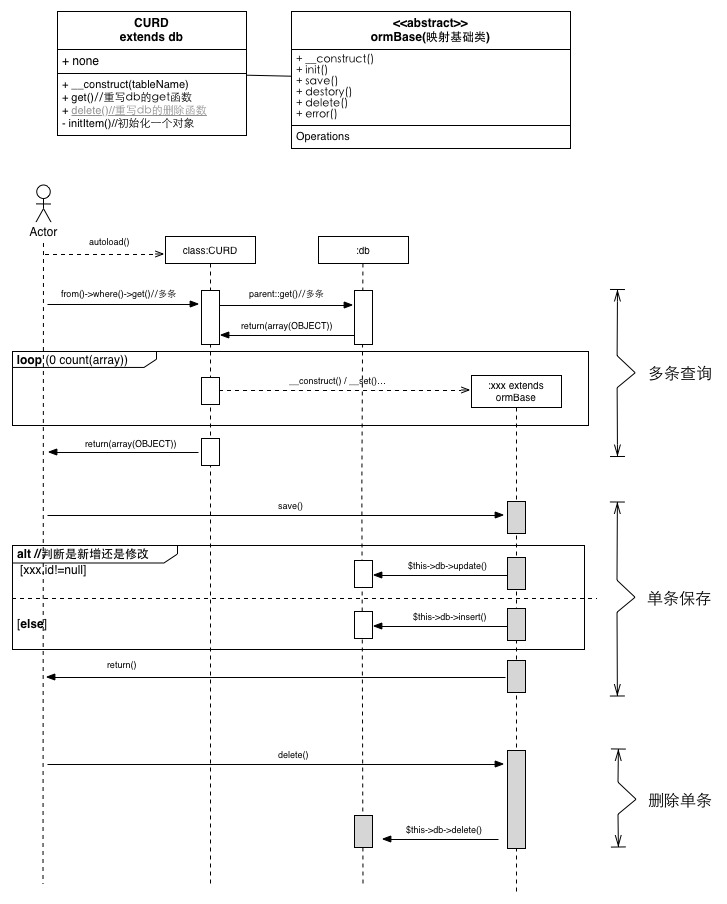 CURD
extends db
+ none
+ __construct(tableName)
+ get()//重写db的get函数
+ delete()//重写db的删除函数
- initItem()//初始化一个对象
<<abstract>>
ormBase(映射基础类)
+ __construct()
+ init()
+ save()
+ destory()
+ delete()
+ error()
Operations
Actor
autoload()
class:CURD
:db
from()->where()->get()//多条
parent::get()//多条
return(array(OBJECT))
loop (0 count(array))
__construct() / __set()...
:xxx extends
ormBase
多条查询
return(array(OBJECT))
save()
alt //判断是新增还是修改
[xxx.id!=null]
$this->db->update()
单条保存
[else]
$this->db->insert()
return()
delete()
删除单条
$this->db->delete()